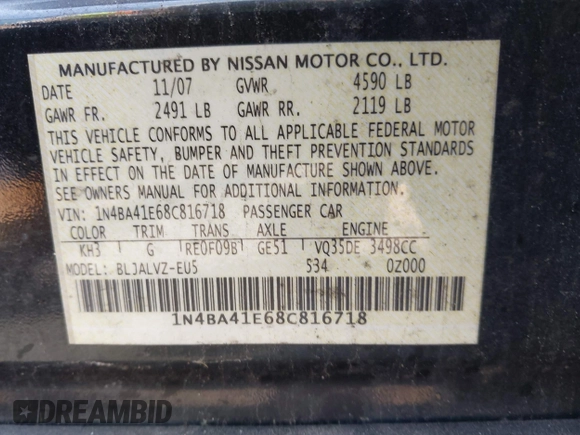 MANUFACTURED BY NISSAN MOTOR CO., LTD.
DATE 11/07 GVWR 4590 LB
GAWR FR. 2491 LB GAWR RR. 2119 LB
THIS VEHICLE CONFORMS TO ALL APPLICABLE FEDERAL MOTOR
VEHICLE SAFETY, BUMPER AND THEFT PREVENTION STANDARDS
IN EFFECT ON THE DATE OF MANUFACTURE SHOWN ABOVE.
SEE OWNERS MANUAL FOR ADDITIONAL INFORMATION.
VIN: 1N4BA41E68C816718 PASSENGER CAR
COLOR TRIM TRANS AXLE ENGINE
KH3 G RE0F09B GE51 VQ35DE 3498CC
MODEL: BLJALVZ-EU5 534 0Z000
1N4BA41E68C816718
DREAMBID